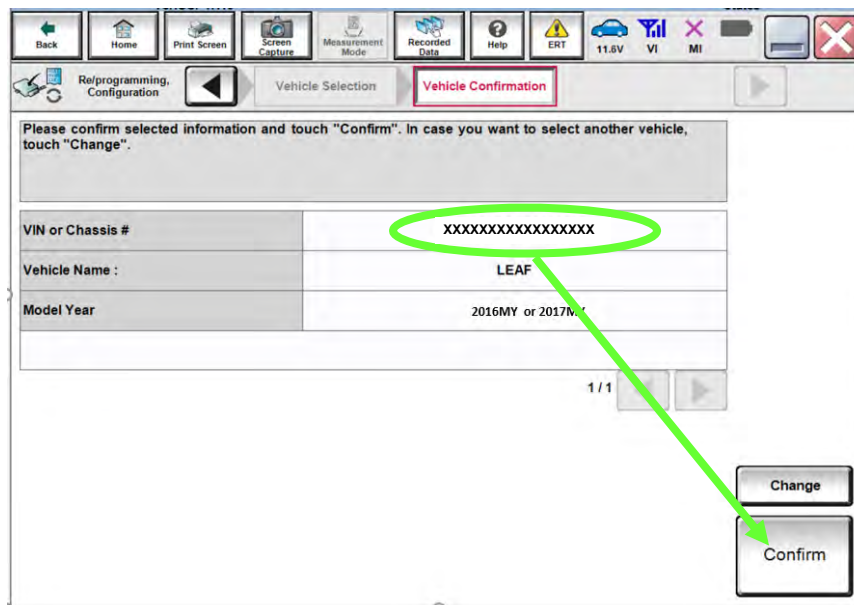 Back
Home
Print Screen
Screen Capture
Measurement Mode
Recorded Data
Help
ERT
11.6V
VI
MI
Re/programming, Configuration
Vehicle Selection
Vehicle Confirmation
Please confirm selected information and touch "Confirm". In case you want to select another vehicle,
touch "Change".
VIN or Chassis #
XXXXXXXXXXXXXXXXX
Vehicle Name :
LEAF
Model Year
2016MY or 2017MY
1 / 1
Change
Confirm